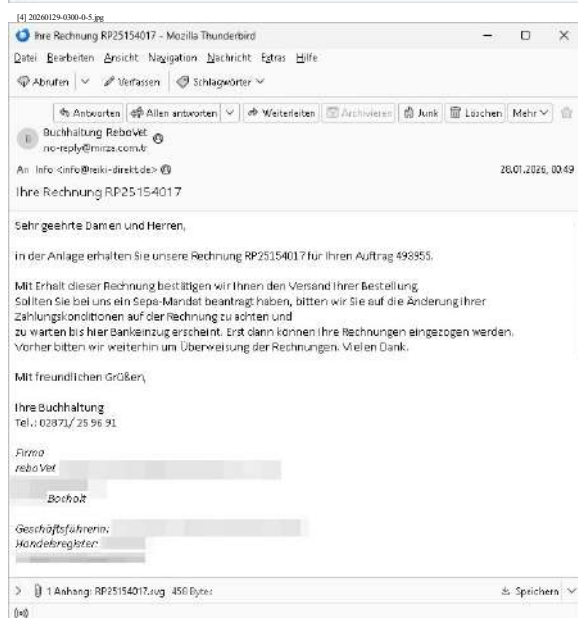 [4] 20260129-0300-0-5.jpg
Ihre Rechnung RP25154017 - Mozilla Thunderbird
Datei Bearbeiten Ansicht Navigation Nachricht Extras Hilfe
Abrufen Verfassen Schlagwörter
Antworten Allen antworten Weiterleiten Archivieren Junk Löschen Mehr
B Buchhaltung ReboVet
no-reply@mirza.com.tr
An Info <info@reiki-direkt.de> 28.01.2026, 00:49
Ihre Rechnung RP25154017
Sehr geehrte Damen und Herren,
in der Anlage erhalten Sie unsere Rechnung RP25154017 für Ihren Auftrag 493955.
Mit Erhalt dieser Rechnung bestätigen wir Ihnen den Versand Ihrer Bestellung.
Sollten Sie bei uns ein Sepa-Mandat beantragt haben, bitten wir Sie auf die Änderung ihrer
Zahlungskonditionen auf der Rechnung zu achten und
zu warten bis hier Bankeinzug erscheint. Erst dann können Ihre Rechnungen eingezogen werden.
Vorher bitten wir weiterhin um Überweisung der Rechnungen. Vielen Dank.
Mit freundlichen Grüßen,
Ihre Buchhaltung
Tel.: 02871/ 25 96 91
Firma
reboVet
Bocholt
Geschäftsführerin:
Handelsregister:
1 Anhang: RP25154017.svg 458 Bytes Speichern